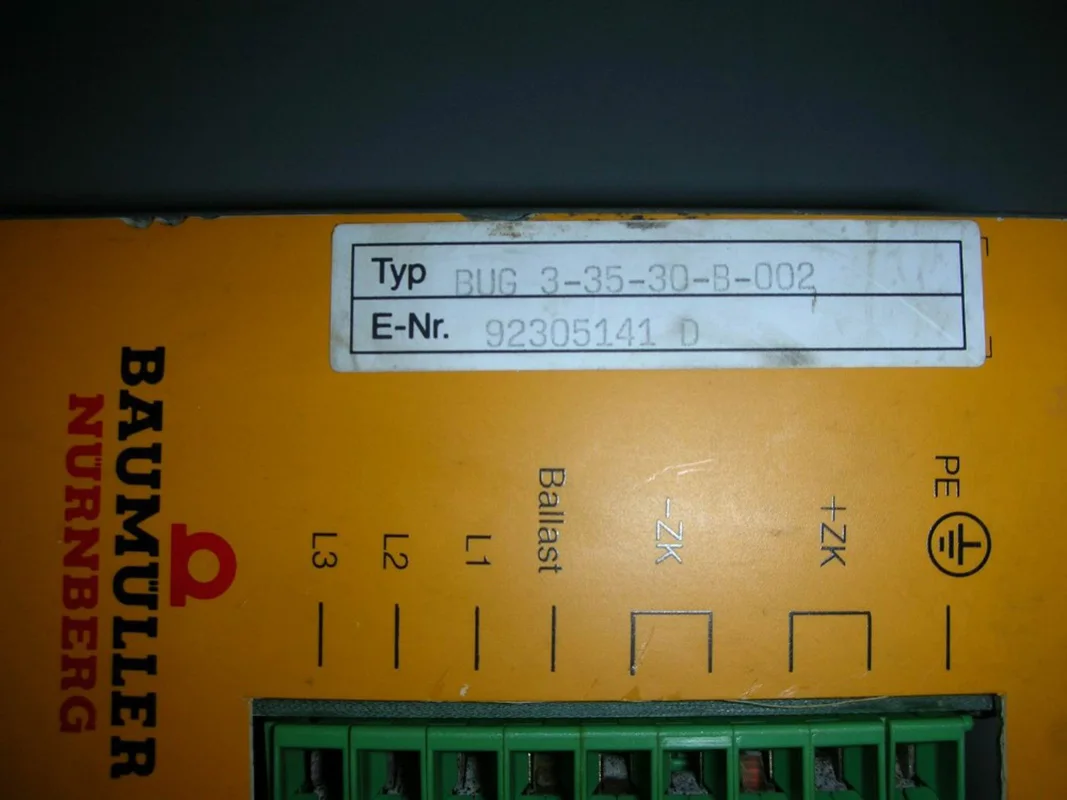 Typ BUG 3-35-30-B-002
E-Nr. 92305141 D
BAUMÜLLER
NÜRNBERG
L3
L2
L1
Ballast
-ZK
+ZK
PE